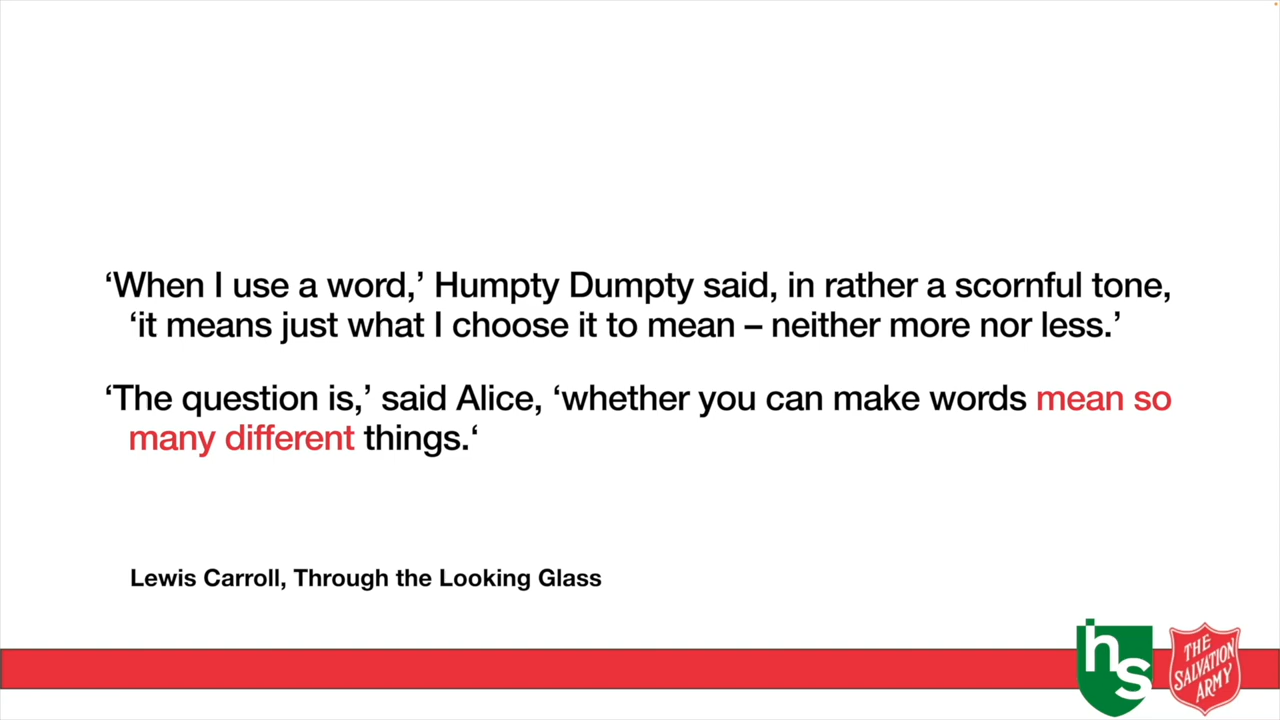 ‘When I use a word,’ Humpty Dumpty said, in rather a scornful tone,
‘it means just what I choose it to mean – neither more nor less.’
‘The question is,’ said Alice, ‘whether you can make words mean so
many different things.‘
Lewis Carroll, Through the Looking Glass
hs
THE
SALVATION
ARMY